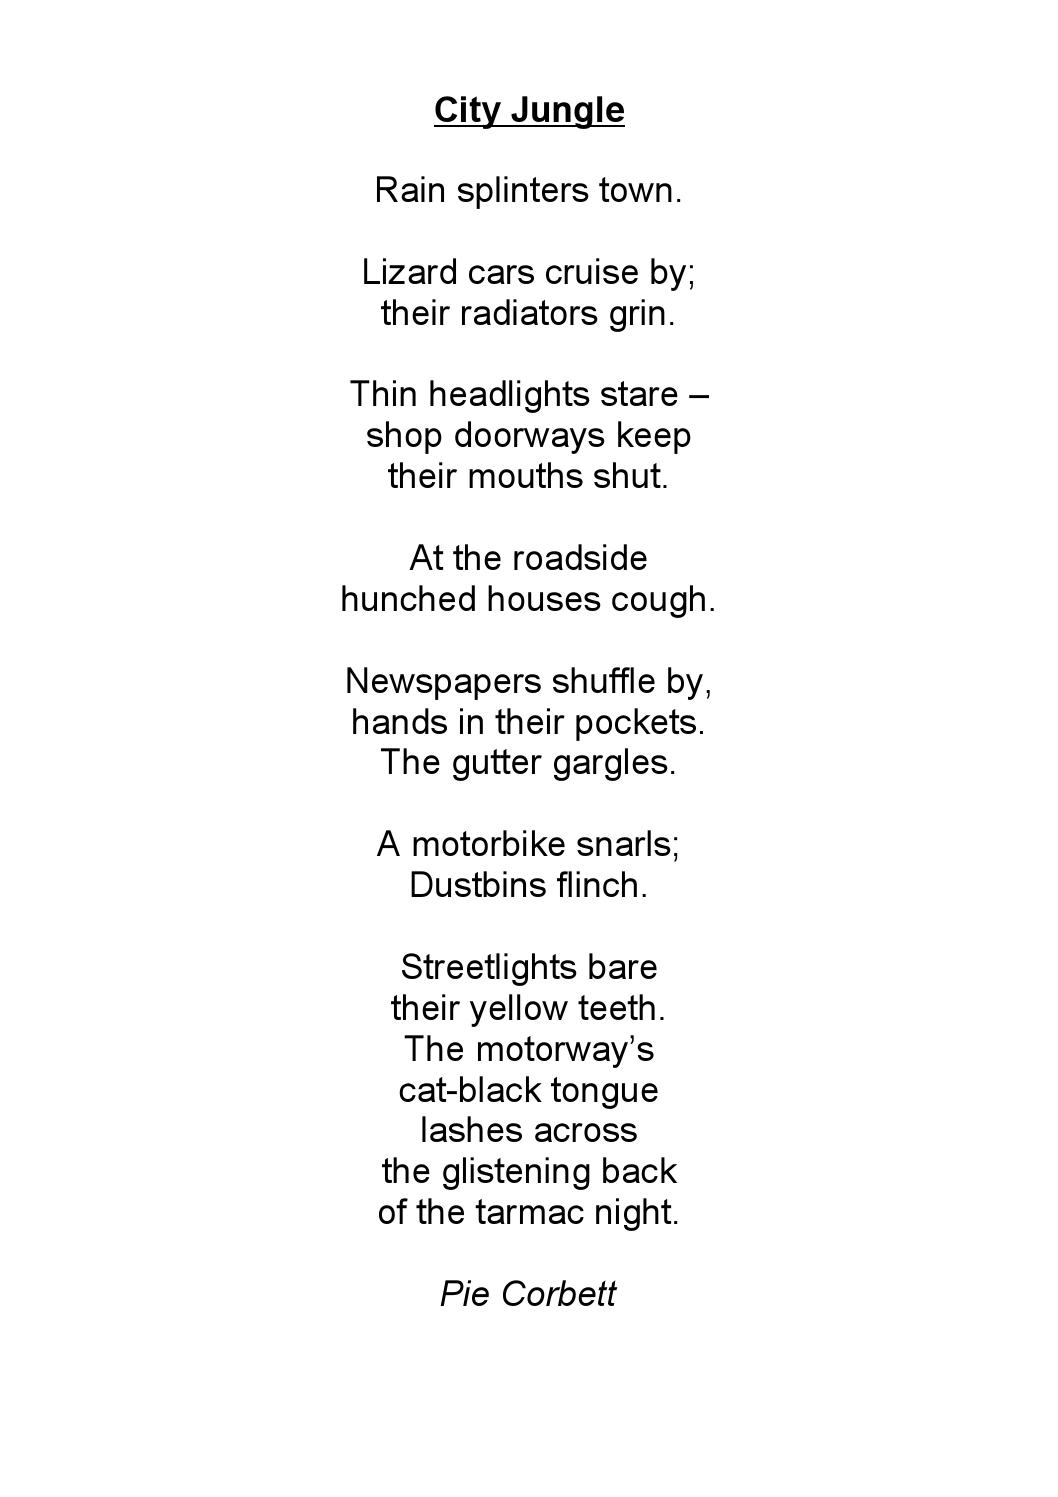 City Jungle
Rain splinters town.
Lizard cars cruise by;
their radiators grin.
Thin headlights stare –
shop doorways keep
their mouths shut.
At the roadside
hunched houses cough.
Newspapers shuffle by,
hands in their pockets.
The gutter gargles.
A motorbike snarls;
Dustbins flinch.
Streetlights bare
their yellow teeth.
The motorway’s
cat-black tongue
lashes across
the glistening back
of the tarmac night.
Pie Corbett